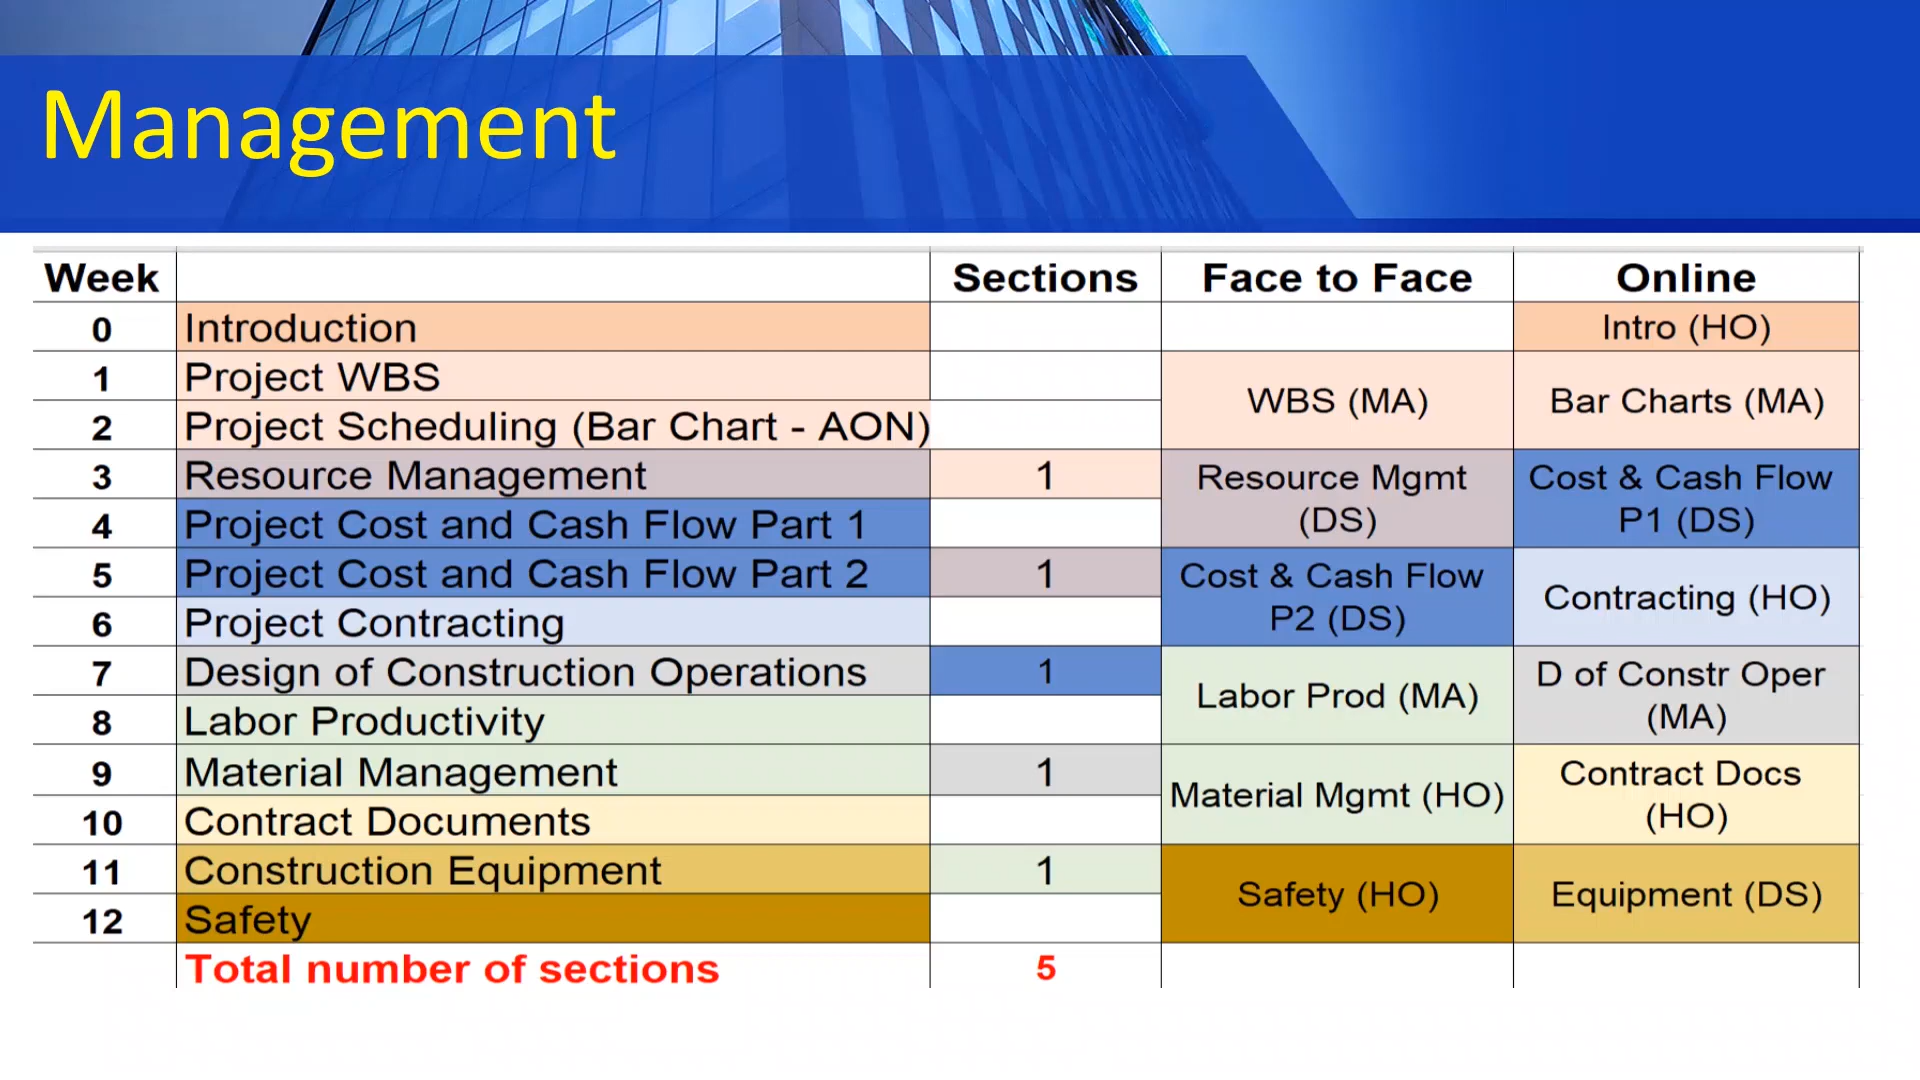 Management
Week Sections Face to Face Online
0 Introduction Intro (HO)
1 Project WBS
WBS (MA) Bar Charts (MA)
2 Project Scheduling (Bar Chart - AON)
3 Resource Management 1 Resource Mgmt Cost & Cash Flow
4 Project Cost and Cash Flow Part 1 (DS) P1 (DS)
5 Project Cost and Cash Flow Part 2 1 Cost & Cash Flow
Contracting (HO)
6 Project Contracting P2 (DS)
7 Design of Construction Operations 1 D of Constr Oper
Labor Prod (MA)
8 Labor Productivity (MA)
9 Material Management 1 Contract Docs
Material Mgmt (HO)
10 Contract Documents (HO)
11 Construction Equipment 1
Safety (HO) Equipment (DS)
12 Safety
Total number of sections 5